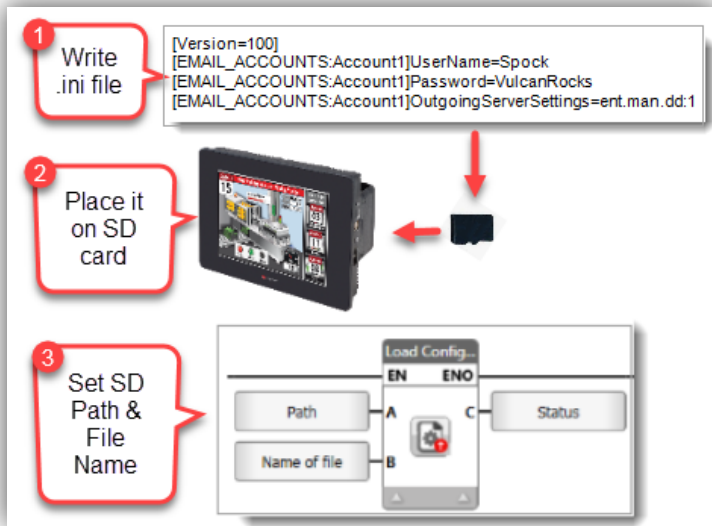 1
Write
.ini file
[Version=100]
[EMAIL_ACCOUNTS:Account1]UserName=Spock
[EMAIL_ACCOUNTS:Account1]Password=VulcanRocks
[EMAIL_ACCOUNTS:Account1]OutgoingServerSettings=ent.man.dd:1
2
Place it
on SD
card
15
3
Set SD
Path &
File
Name
Load Config...
EN ENO
Path A C Status
Name of file B